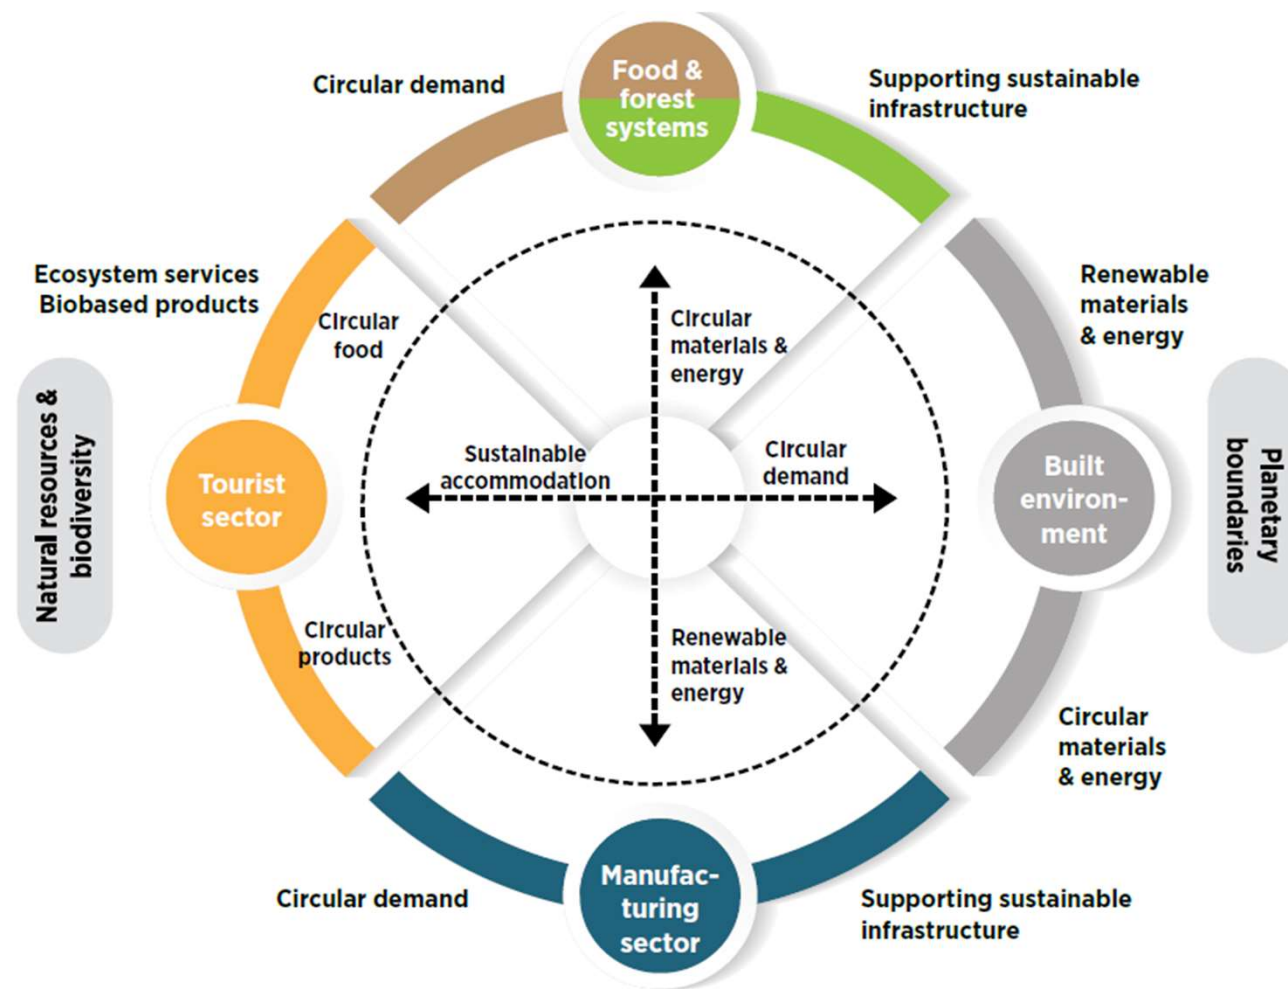 Food &
forest
systems
Circular demand
Supporting sustainable
infrastructure
Ecosystem services
Biobased products
Renewable
materials
& energy
Circular
food
Circular
materials &
energy
Natural resources &
biodiversity
Planetary
boundaries
Tourist
sector
Sustainable
accommodation
Circular
demand
Built
environ-
ment
Circular
products
Renewable
materials &
energy
Circular
materials
& energy
Circular demand
Manufac-
turing
sector
Supporting sustainable
infrastructure